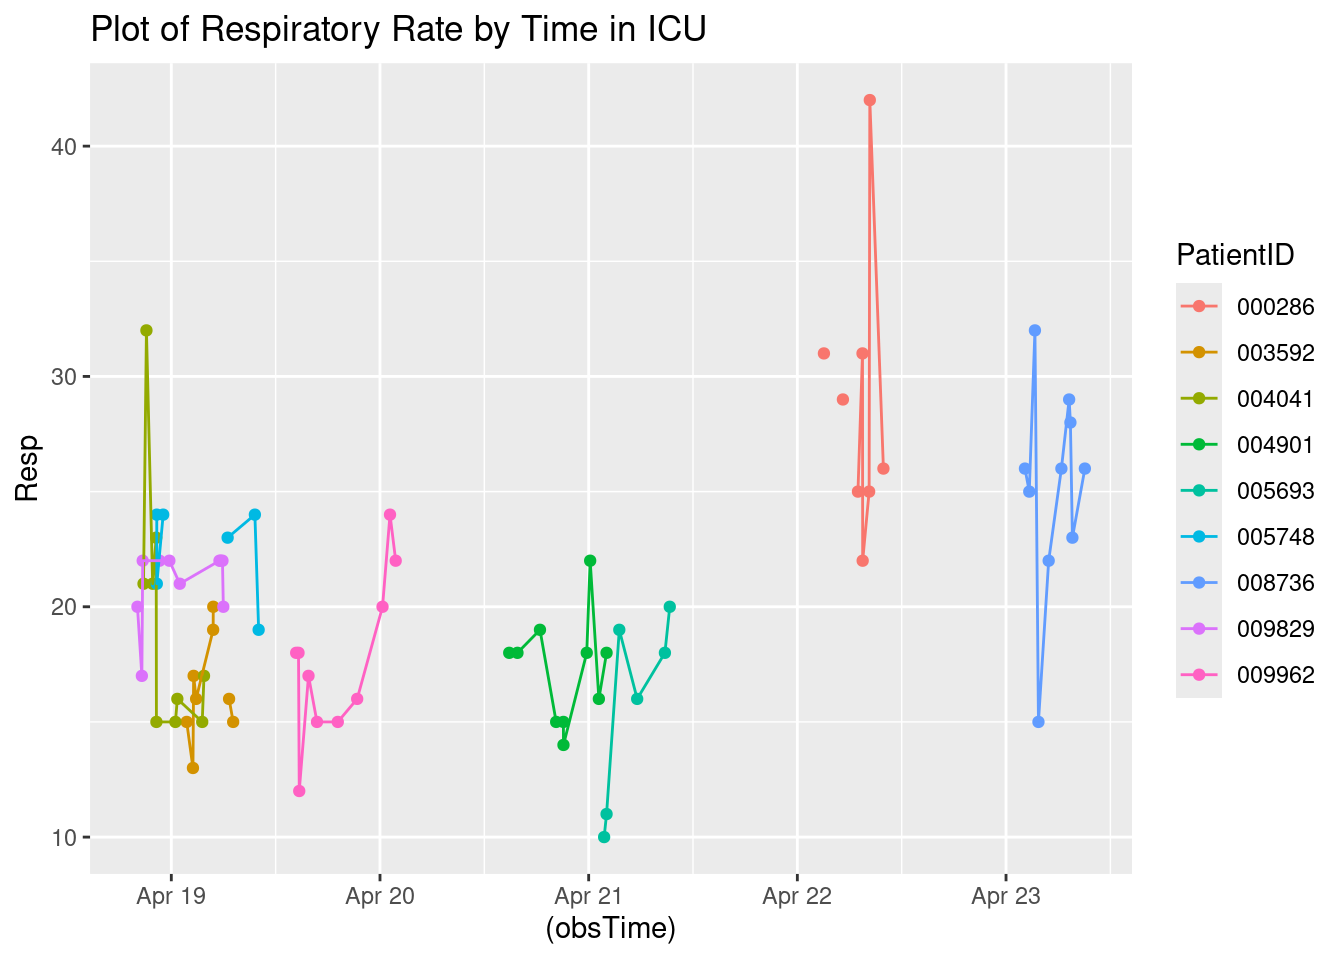 Plot of Respiratory Rate by Time in ICU
Resp
40
30
20
10
Apr 19
Apr 20
Apr 21
Apr 22
Apr 23
(obsTime)
PatientID
000286
003592
004041
004901
005693
005748
008736
009829
009962